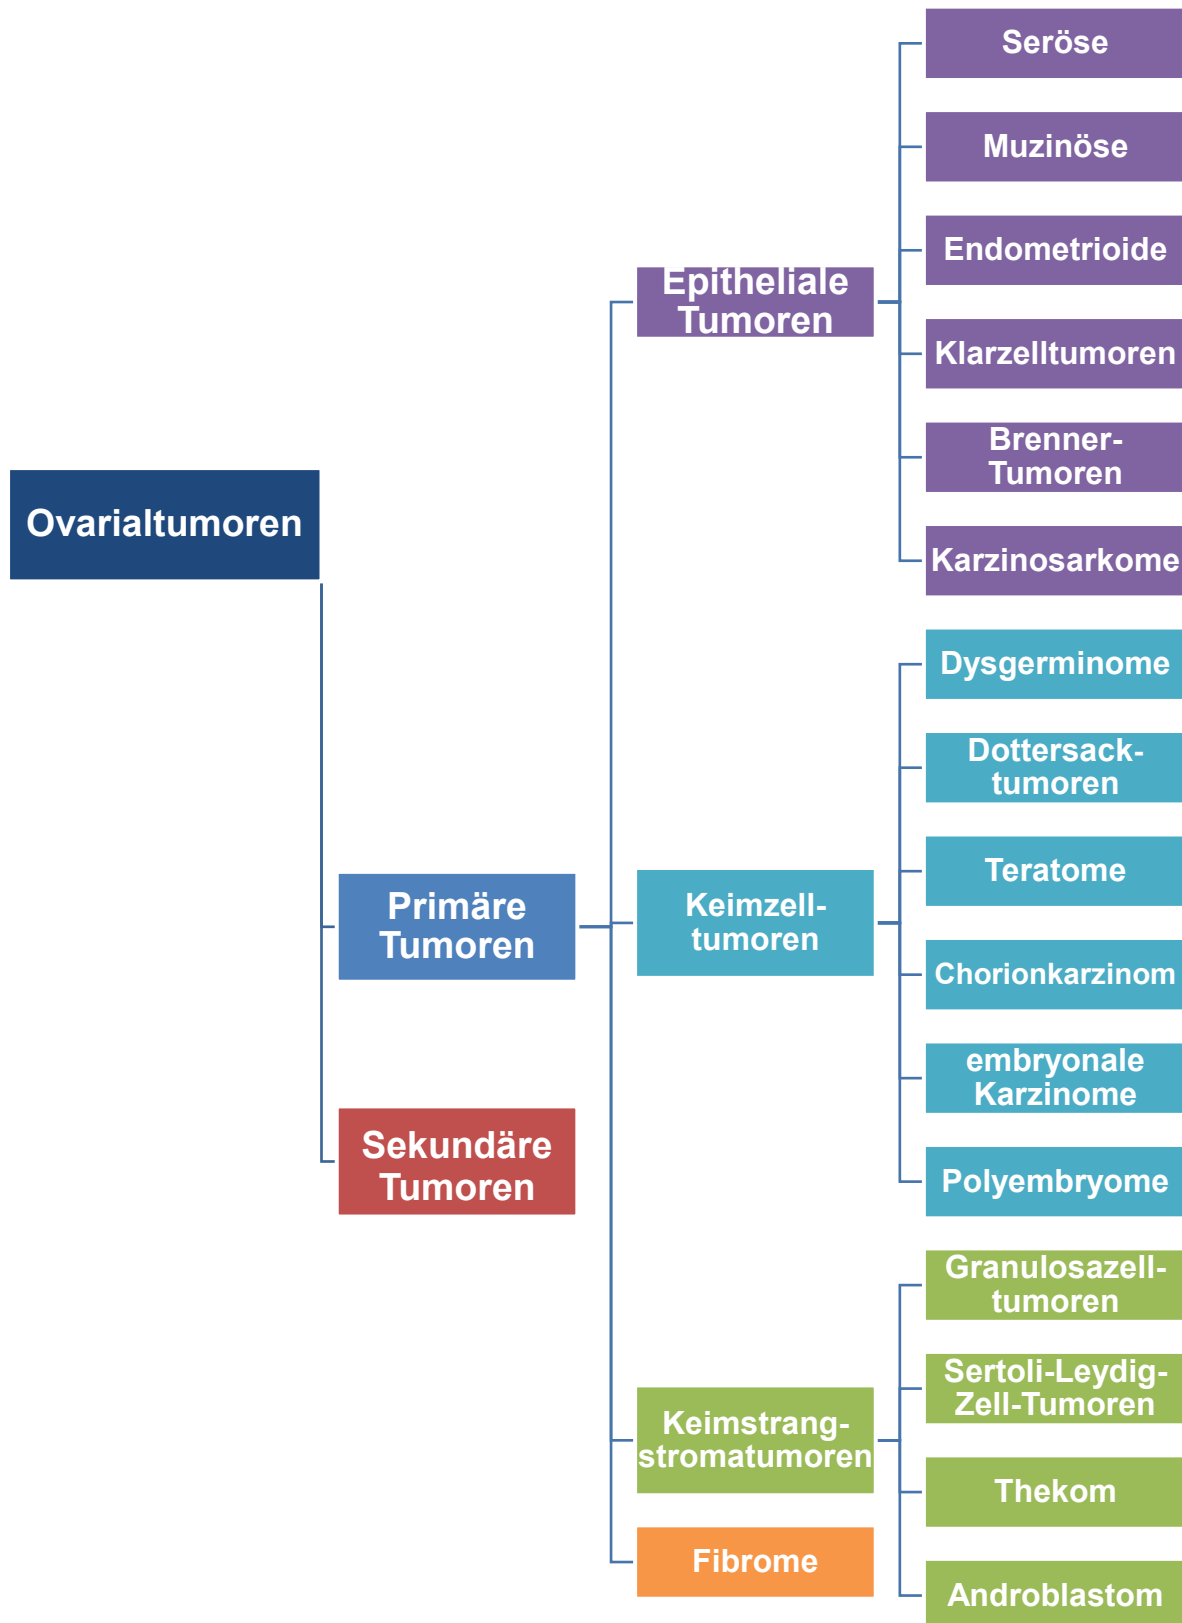 Ovarialtumoren
Primäre
Tumoren
Sekundäre
Tumoren
Epitheliale
Tumoren
Seröse
Muzinöse
Endometrioide
Klarzelltumoren
Brenner-
Tumoren
Karzinosarkome
Keimzell-
tumoren
Dysgerminome
Dottersack-
tumoren
Teratome
Chorionkarzinom
embryonale
Karzinome
Polyembryome
Keimstrang-
stromatumoren
Granulosazell-
tumoren
Sertoli-Leydig-
Zell-Tumoren
Thekom
Androblastom
Fibrome